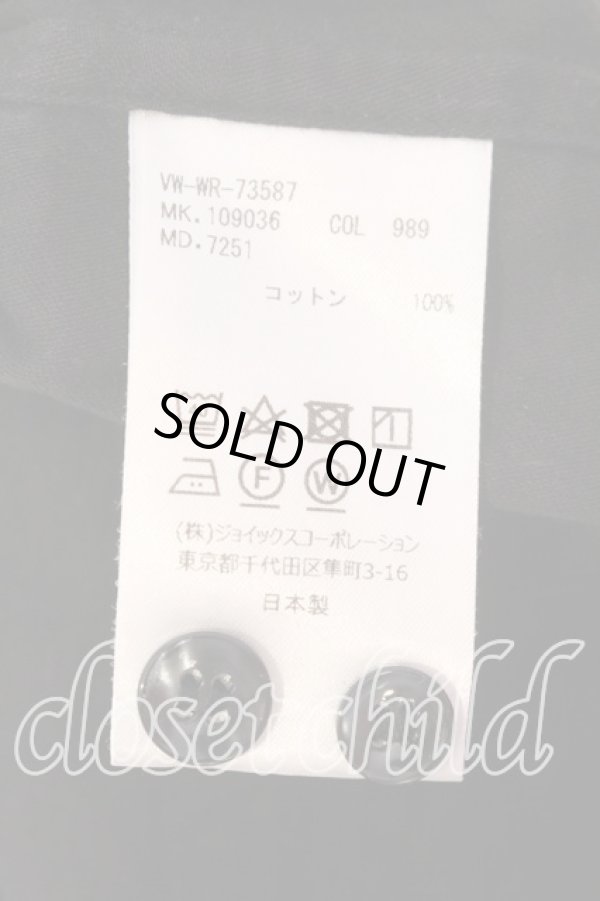 VW-WR-73587
MK.109036 COL 989
MD.7251
コットン 100%
SOLD OUT
F W
(株)ジョイックスコーポレーション
東京都千代田区隼町3-16
日本製
closet child